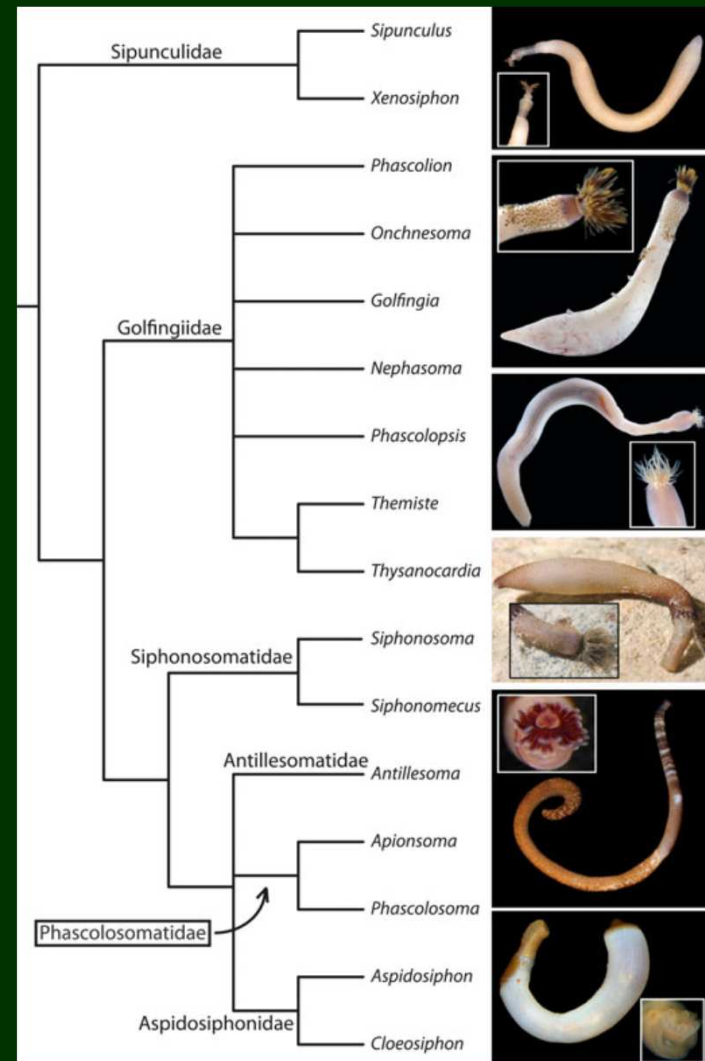 Sipunculus
Sipunculidae
Xenosiphon
Phascolion
Onchnesoma
Golfingia
Golfingiidae
Nephasoma
Phascolopsis
Themiste
Thysanocardia
Siphonosoma
Siphonosomatidae
Siphonomecus
Antillesomatidae
Antillesoma
Apionsoma
Phascolosoma
Phascolosomatidae
Aspidosiphon
Aspidosiphonidae
Cloeosiphon